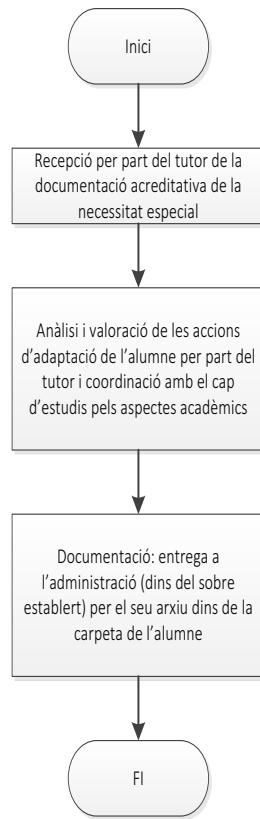 Inici
Recepció per part del tutor de la
documentació acreditativa de la
necessitat especial
Anàlisi i valoració de les accions
d’adaptació de l’alumne per part del
tutor i coordinació amb el cap
d’estudis pels aspectes acadèmics
Documentació: entrega a
l’administració (dins del sobre
establert) per el seu arxiu dins de la
carpeta de l’alumne
FI